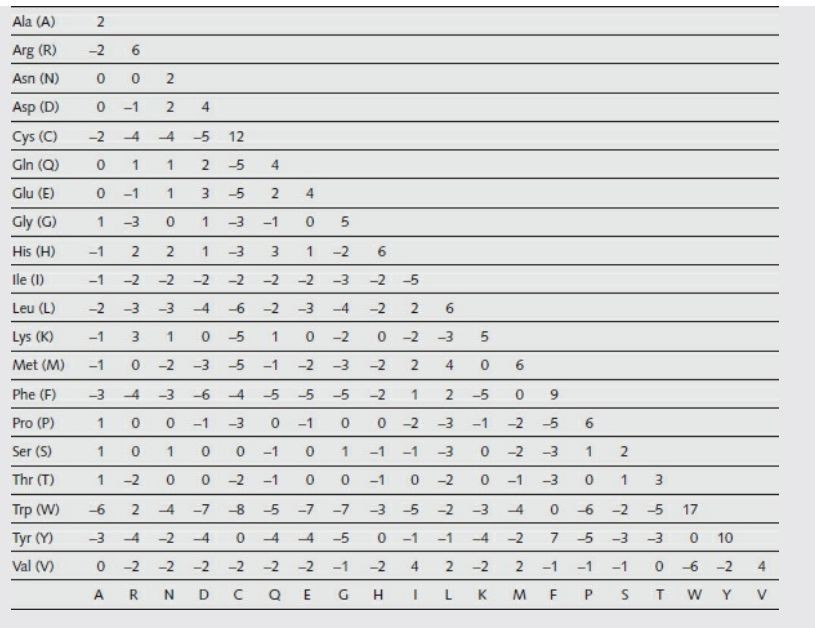 Ala (A) 2
Arg (R) –2 6
Asn (N) 0 0 2
Asp (D) 0 –1 2 4
Cys (C) –2 –4 –4 –5 12
Gln (Q) 0 1 1 2 –5 4
Glu (E) 0 –1 1 3 –5 2 4
Gly (G) 1 –3 0 1 –3 –1 0 5
His (H) –1 2 2 1 –3 3 1 –2 6
Ile (I) –1 –2 –2 –2 –2 –2 –2 –3 –2 –5
Leu (L) –2 –3 –3 –4 –6 –2 –3 –4 –2 2 6
Lys (K) –1 3 1 0 –5 1 0 –2 0 –2 –3 5
Met (M) –1 0 –2 –3 –5 –1 –2 –3 –2 2 4 0 6
Phe (F) –3 –4 –3 –6 –4 –5 –5 –5 –2 1 2 –5 0 9
Pro (P) 1 0 0 –1 –3 0 –1 0 0 –2 –3 –1 –2 –5 6
Ser (S) 1 0 1 0 0 –1 0 1 –1 –1 –3 0 –2 –3 1 2
Thr (T) 1 –2 0 0 –2 –1 0 0 –1 0 –2 0 –1 –3 0 1 3
Trp (W) –6 2 –4 –7 –8 –5 –7 –7 –3 –5 –2 –3 –4 0 –6 –2 –5 17
Tyr (Y) –3 –4 –2 –4 0 –4 –4 –5 0 –1 –1 –4 –2 7 –5 –3 –3 0 10
Val (V) 0 –2 –2 –2 –2 –2 –2 –1 –2 4 2 –2 2 –1 –1 –1 0 –6 –2 4
A R N D C Q E G H I L K M F P S T W Y V